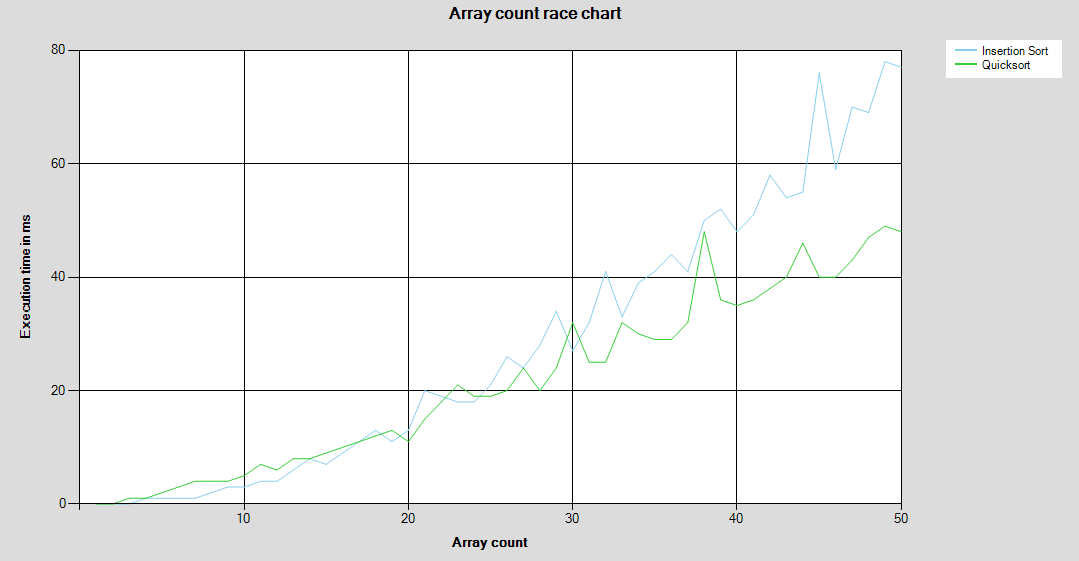 Array count race chart
Insertion Sort
Quicksort
80
60
40
20
0
Execution time in ms
10 20 30 40 50
Array count